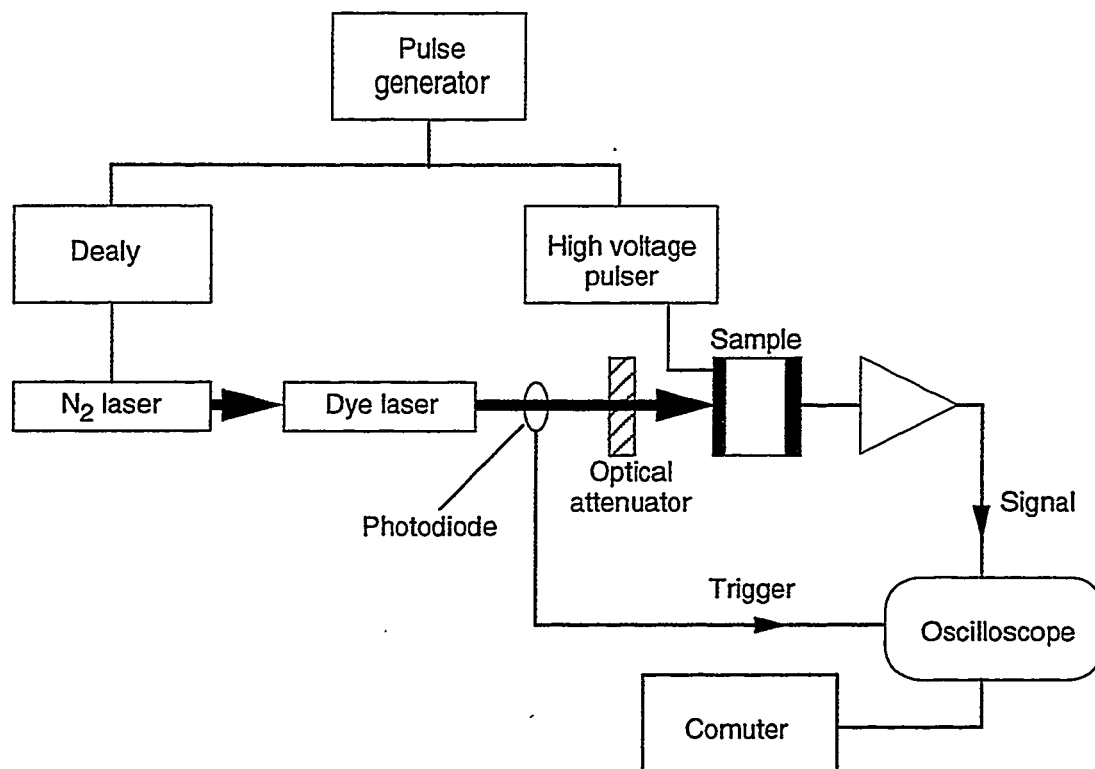 Pulse
generator
Dealy
High voltage
pulser
Sample
N2 laser
Dye laser
Optical
attenuator
Photodiode
Signal
Trigger
Oscilloscope
Comuter